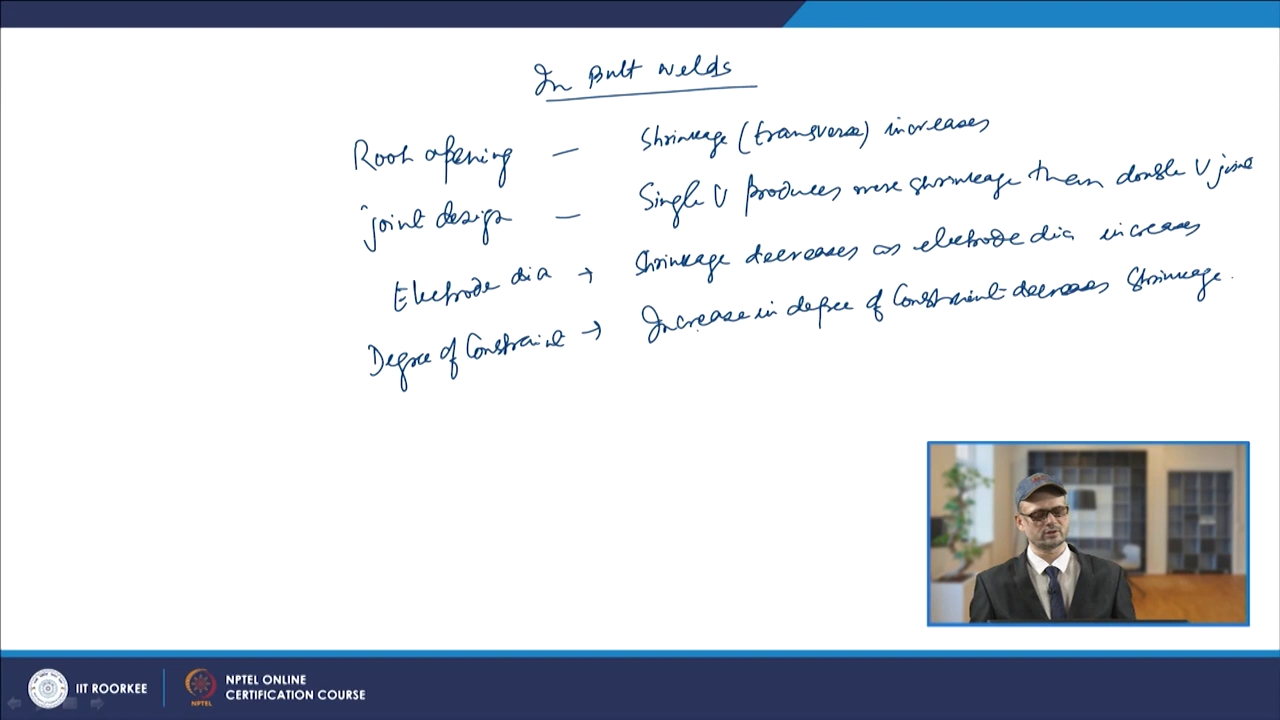 In Butt Welds
Root opening — Shrinkage (transverse) increases
joint design — Single V produces more shrinkage than double V joint
Electrode dia → Shrinkage decreases as electrode dia increases
Degree of Constraint → Increase in degree of Constraint decreases Shrinkage.
IIT ROORKEE
NPTEL ONLINE
CERTIFICATION COURSE
NPTEL